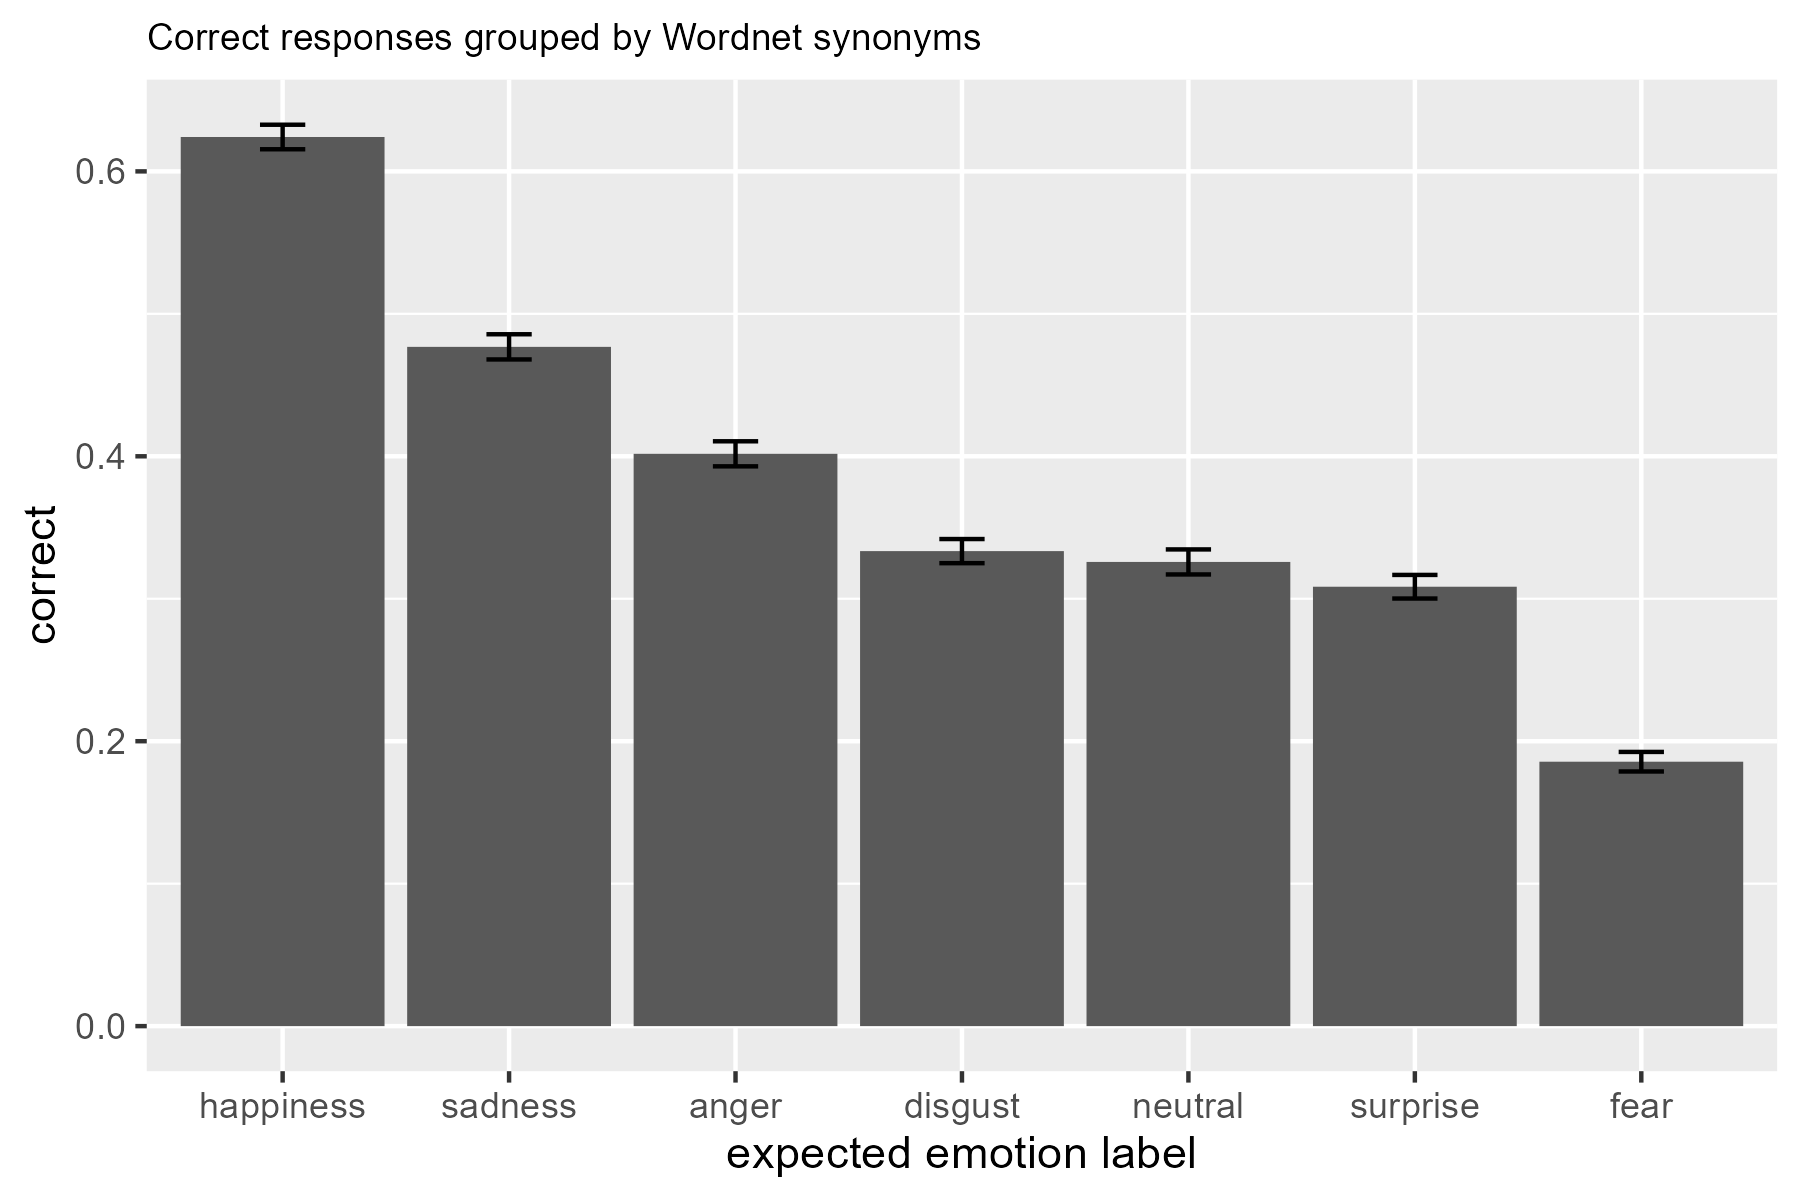 Correct responses grouped by Wordnet synonyms
correct
0.6
0.4
0.2
0.0
happiness sadness anger disgust neutral surprise fear
expected emotion label